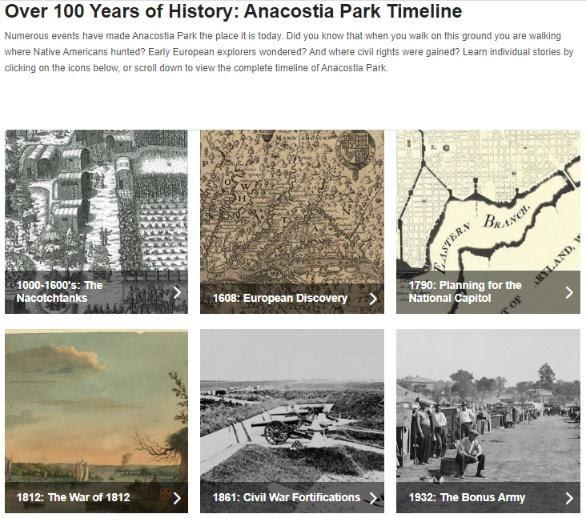 Over 100 Years of History: Anacostia Park Timeline
Numerous events have made Anacostia Park the place it is today. Did you know that when you walk on this ground you are walking
where Native Americans hunted? Early European explorers wondered? And where civil rights were gained? Learn individual stories by
clicking on the icons below, or scroll down to view the complete timeline of Anacostia Park.
EASTERN BRANCH.
1000-1600's: The
Nacotchtanks
1608: European Discovery
1790: Planning for the
National Capitol
1812: The War of 1812
1861: Civil War Fortifications
1932: The Bonus Army